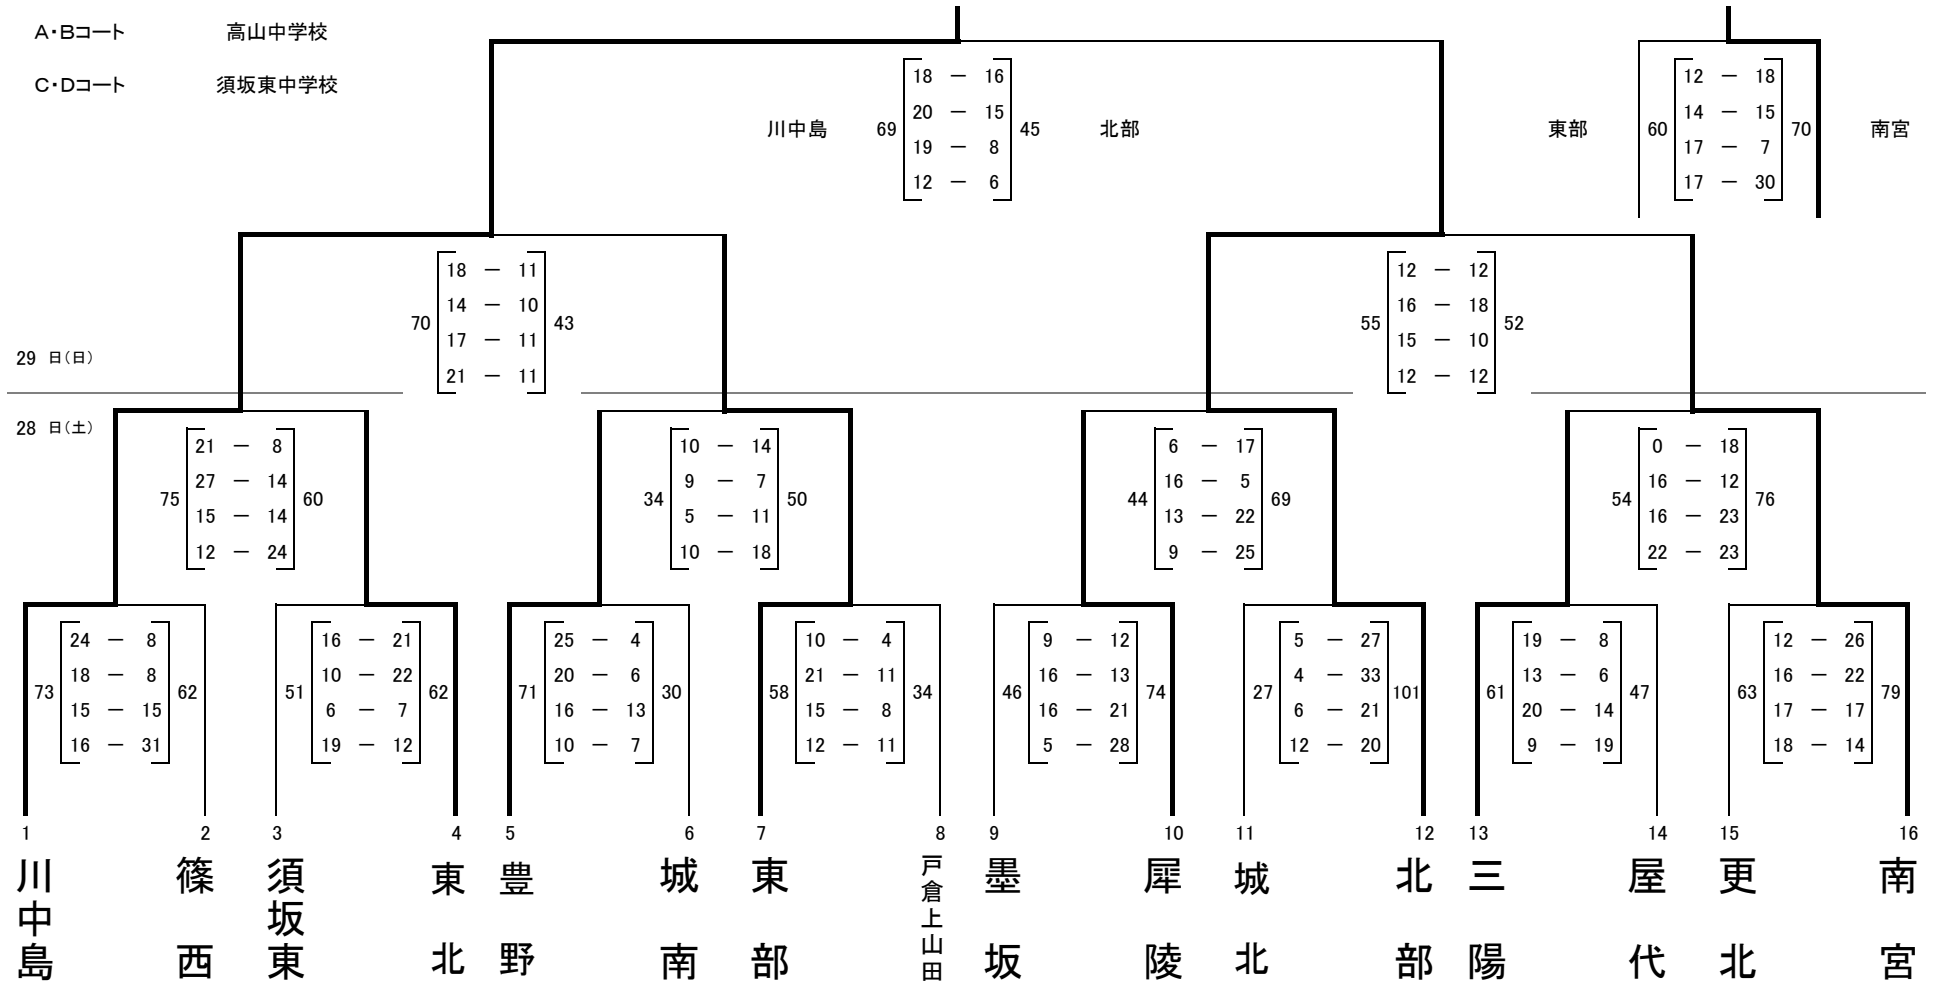 A・Bコート 高山中学校
C・Dコート 須坂東中学校
18 － 16 12 － 18
20 － 15 14 － 15
川中島 69 45 北部 東部 60 70 南宮
19 － 8 17 － 7
12 － 6 17 － 30
18 － 11 12 － 12
14 － 10 16 － 18
70 43 55 52
17 － 11 15 － 10
29 日(日)
21 － 11 12 － 12
28 日(土)
21 － 8 10 － 14 6 － 17 0 － 18
27 － 14 9 － 7 16 － 5 16 － 12
75 60 34 50 44 69 54 76
15 － 14 5 － 11 13 － 22 16 － 23
12 － 24 10 － 18 9 － 25 22 － 23
24 － 8 16 － 21 25 － 4 10 － 4 9 － 12 5 － 27 19 － 8 12 － 26
18 － 8 10 － 22 20 － 6 21 － 11 16 － 13 4 － 33 13 － 6 16 － 22
73 62 51 62 71 30 58 34 46 74 27 101 61 47 63 79
15 － 15 6 － 7 16 － 13 15 － 8 16 － 21 6 － 21 20 － 14 17 － 17
16 － 31 19 － 12 10 － 7 12 － 11 5 － 28 12 － 20 9 － 19 18 － 14
1 2 3 4 5 6 7 8 9 10 11 12 13 14 15 16
川中島
篠西
須坂東
東北
豊野
城南
東部
戸倉上山田
墨坂
犀陵
城北
北部
三陽
屋代
更北
南宮